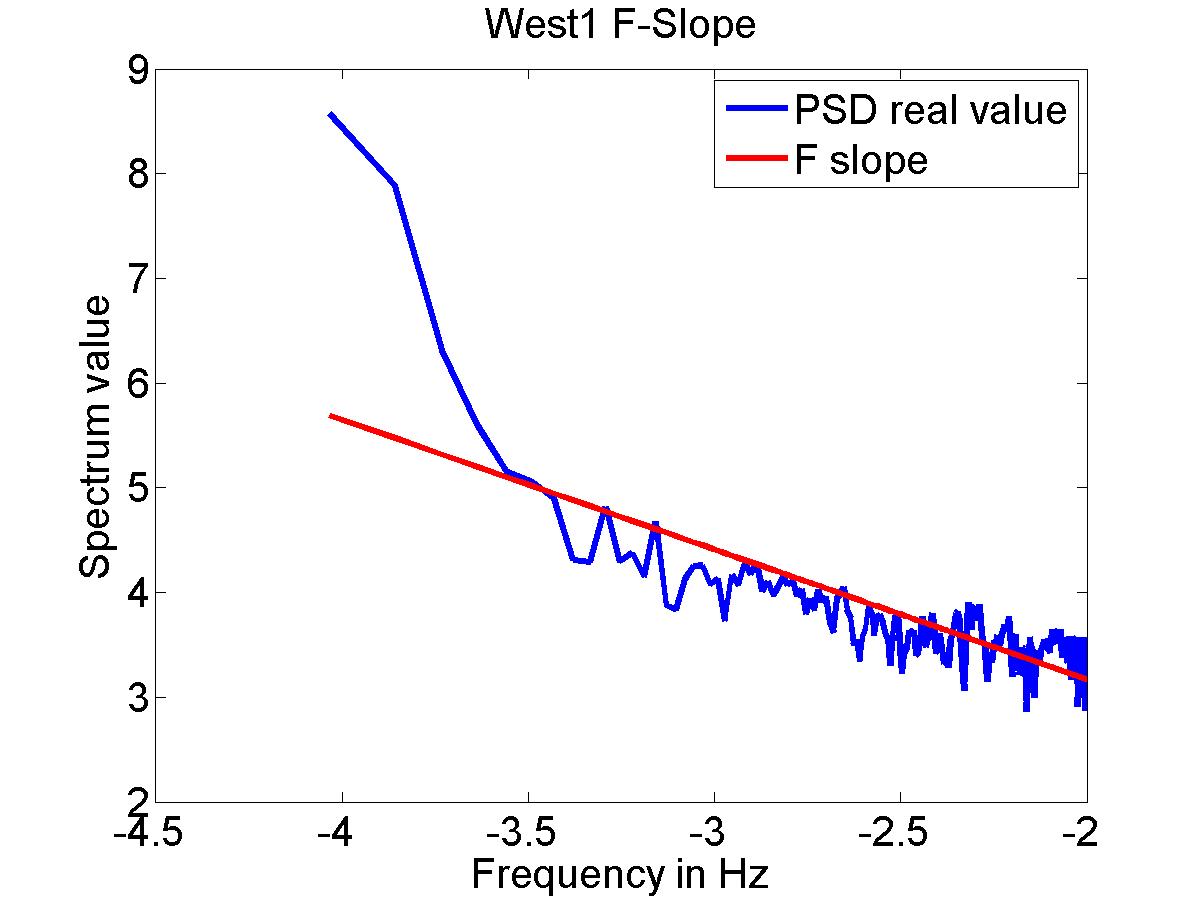 West1 F-Slope
PSD real value
F slope
9
8
7
6
5
4
3
2
Spectrum value
-4.5
-4
-3.5
-3
-2.5
-2
Frequency in Hz